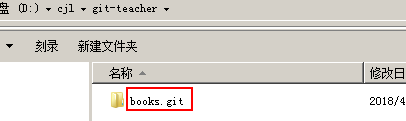 盘 (D:) ▸ cjl ▸ git-teacher ▸
刻录 新建文件夹
名称 修改日
books.git 2018/4